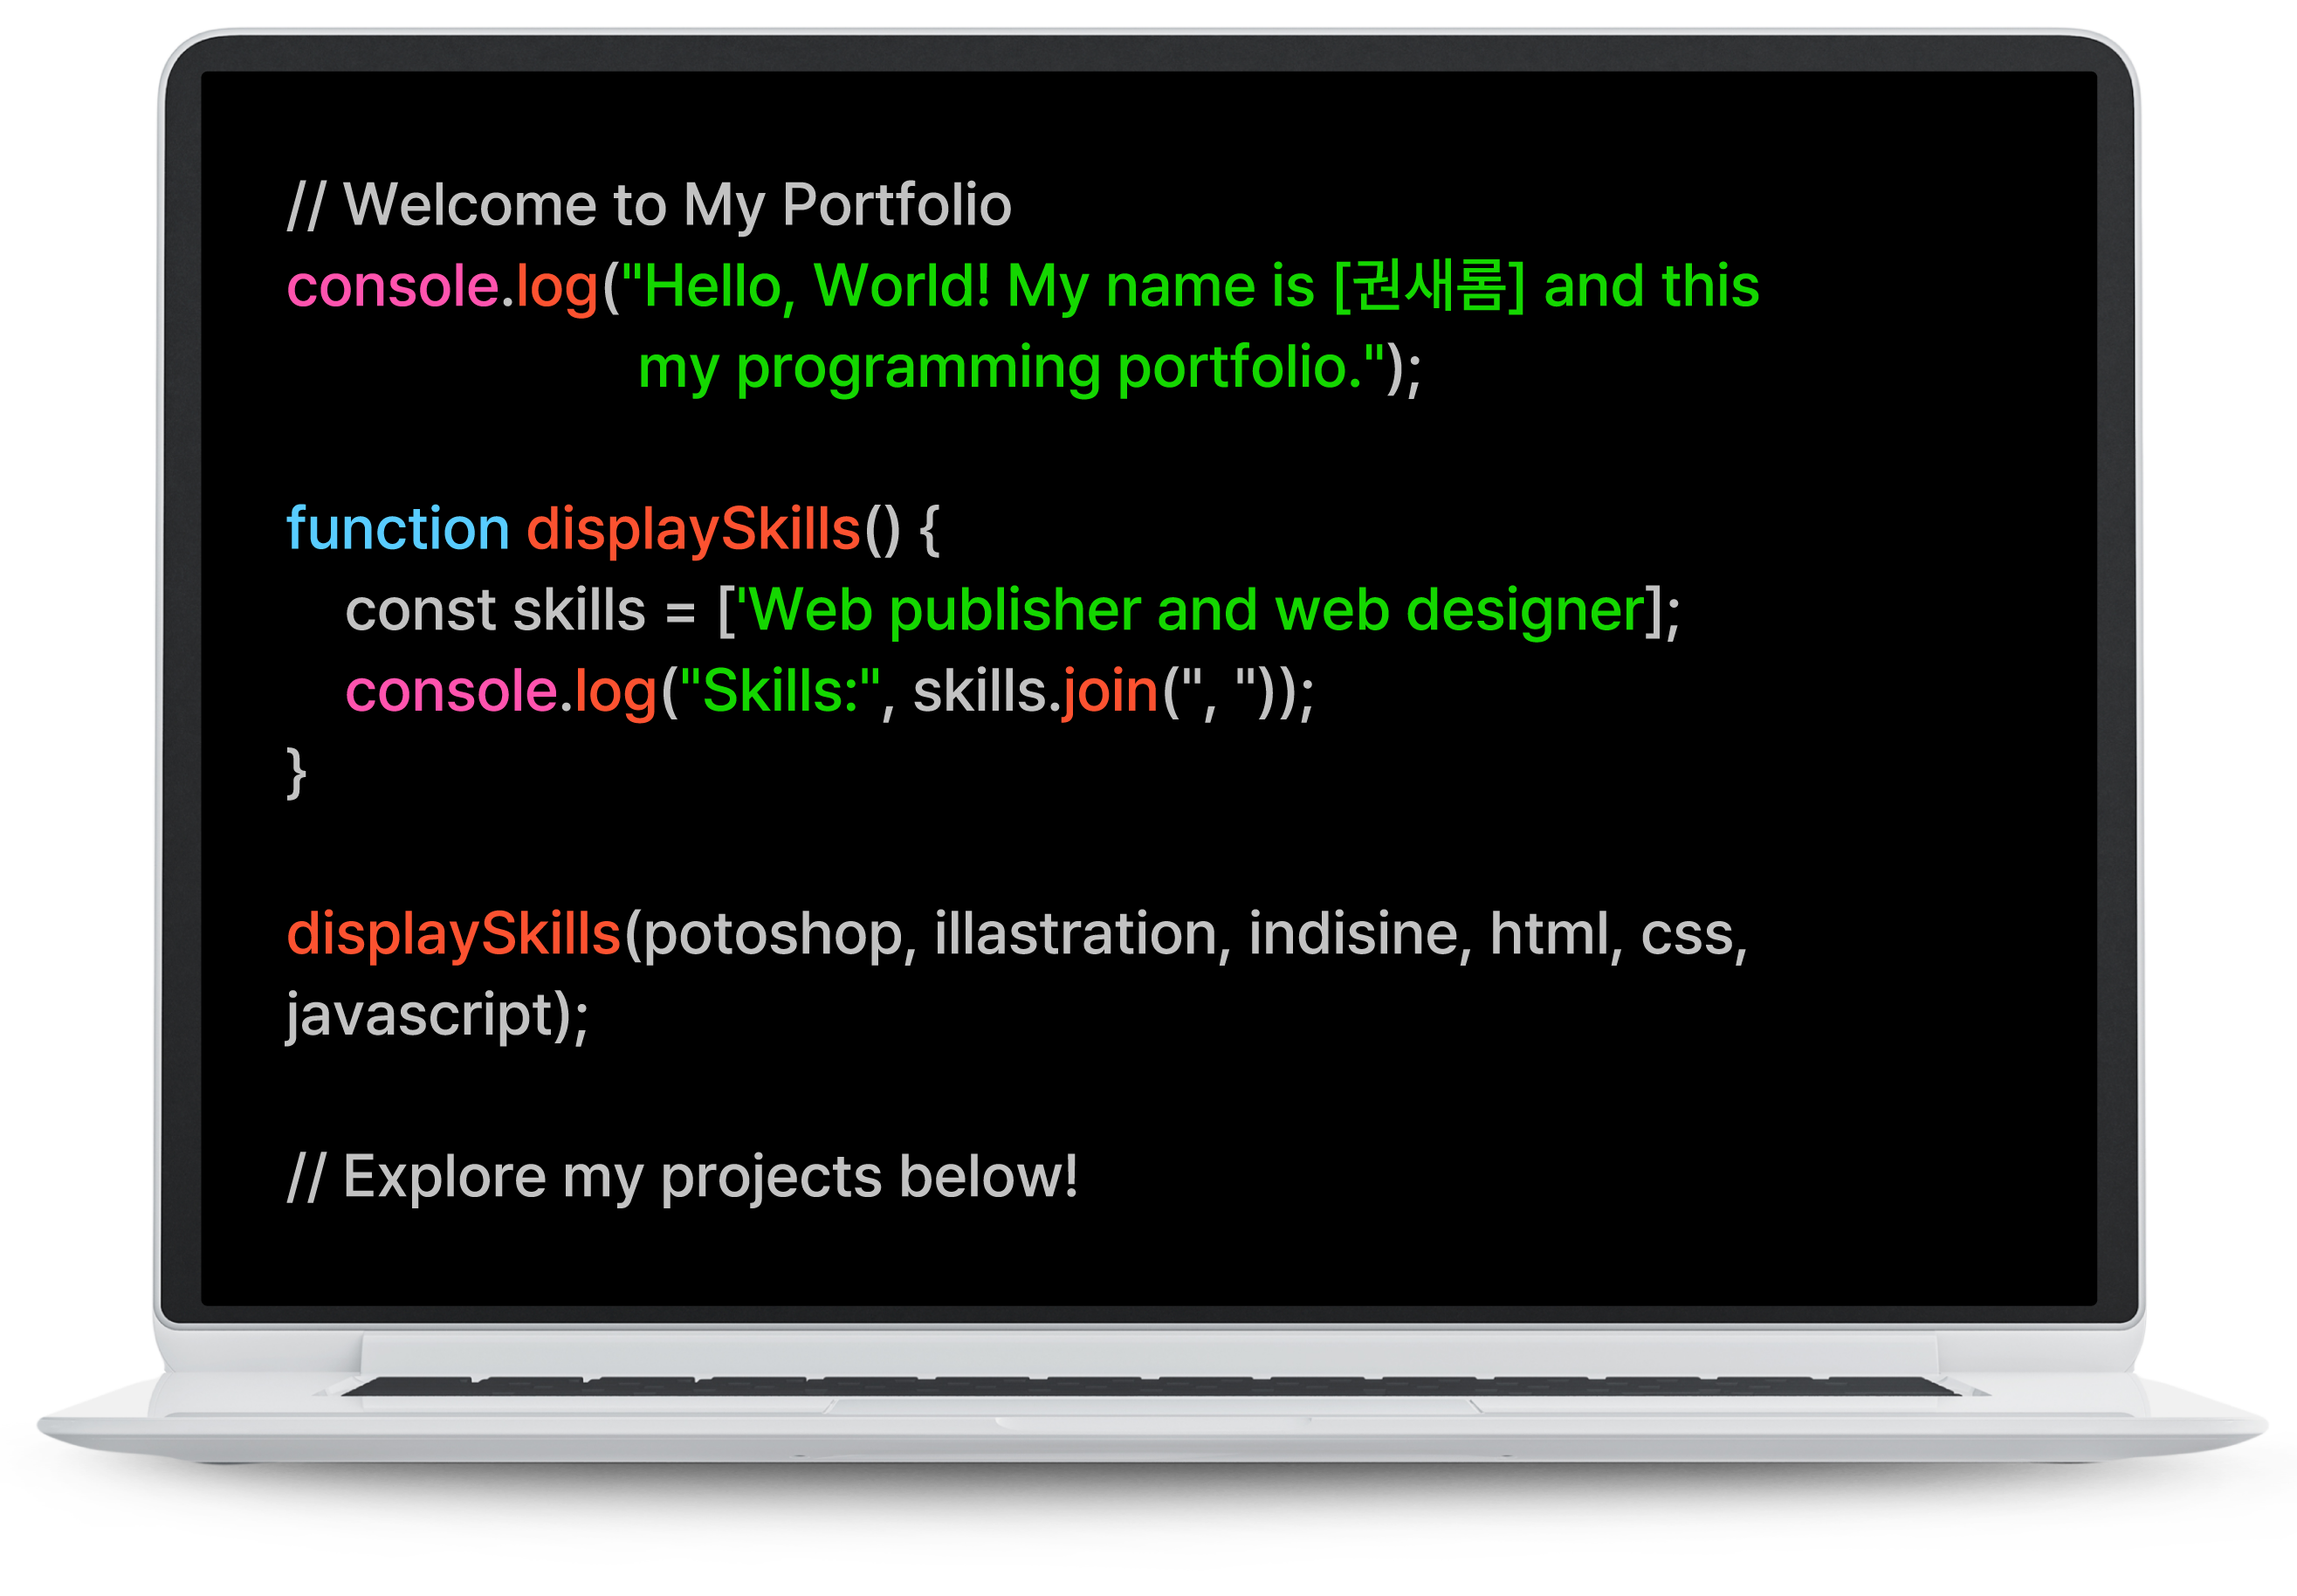 // Welcome to My Portfolio
console.log("Hello, World! My name is [권새롬] and this
my programming portfolio.");
function displaySkills() {
const skills = ['Web publisher and web designer];
console.log("Skills:", skills.join(", "));
}
displaySkills(potoshop, illastration, indisine, html, css,
javascript);
// Explore my projects below!